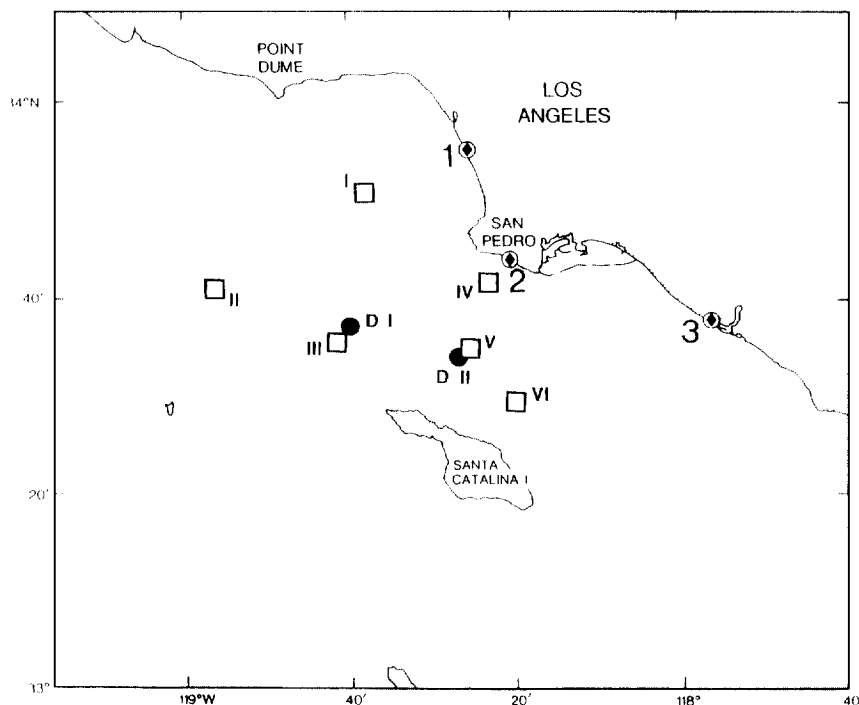 POINT
DUME
LOS
ANGELES
34°N
1
I
SAN
PEDRO
2
IV
40'
II
D I
3
III
V
D II
VI
SANTA
CATALINA I
20'
33°
119°W
40'
20'
118°
40